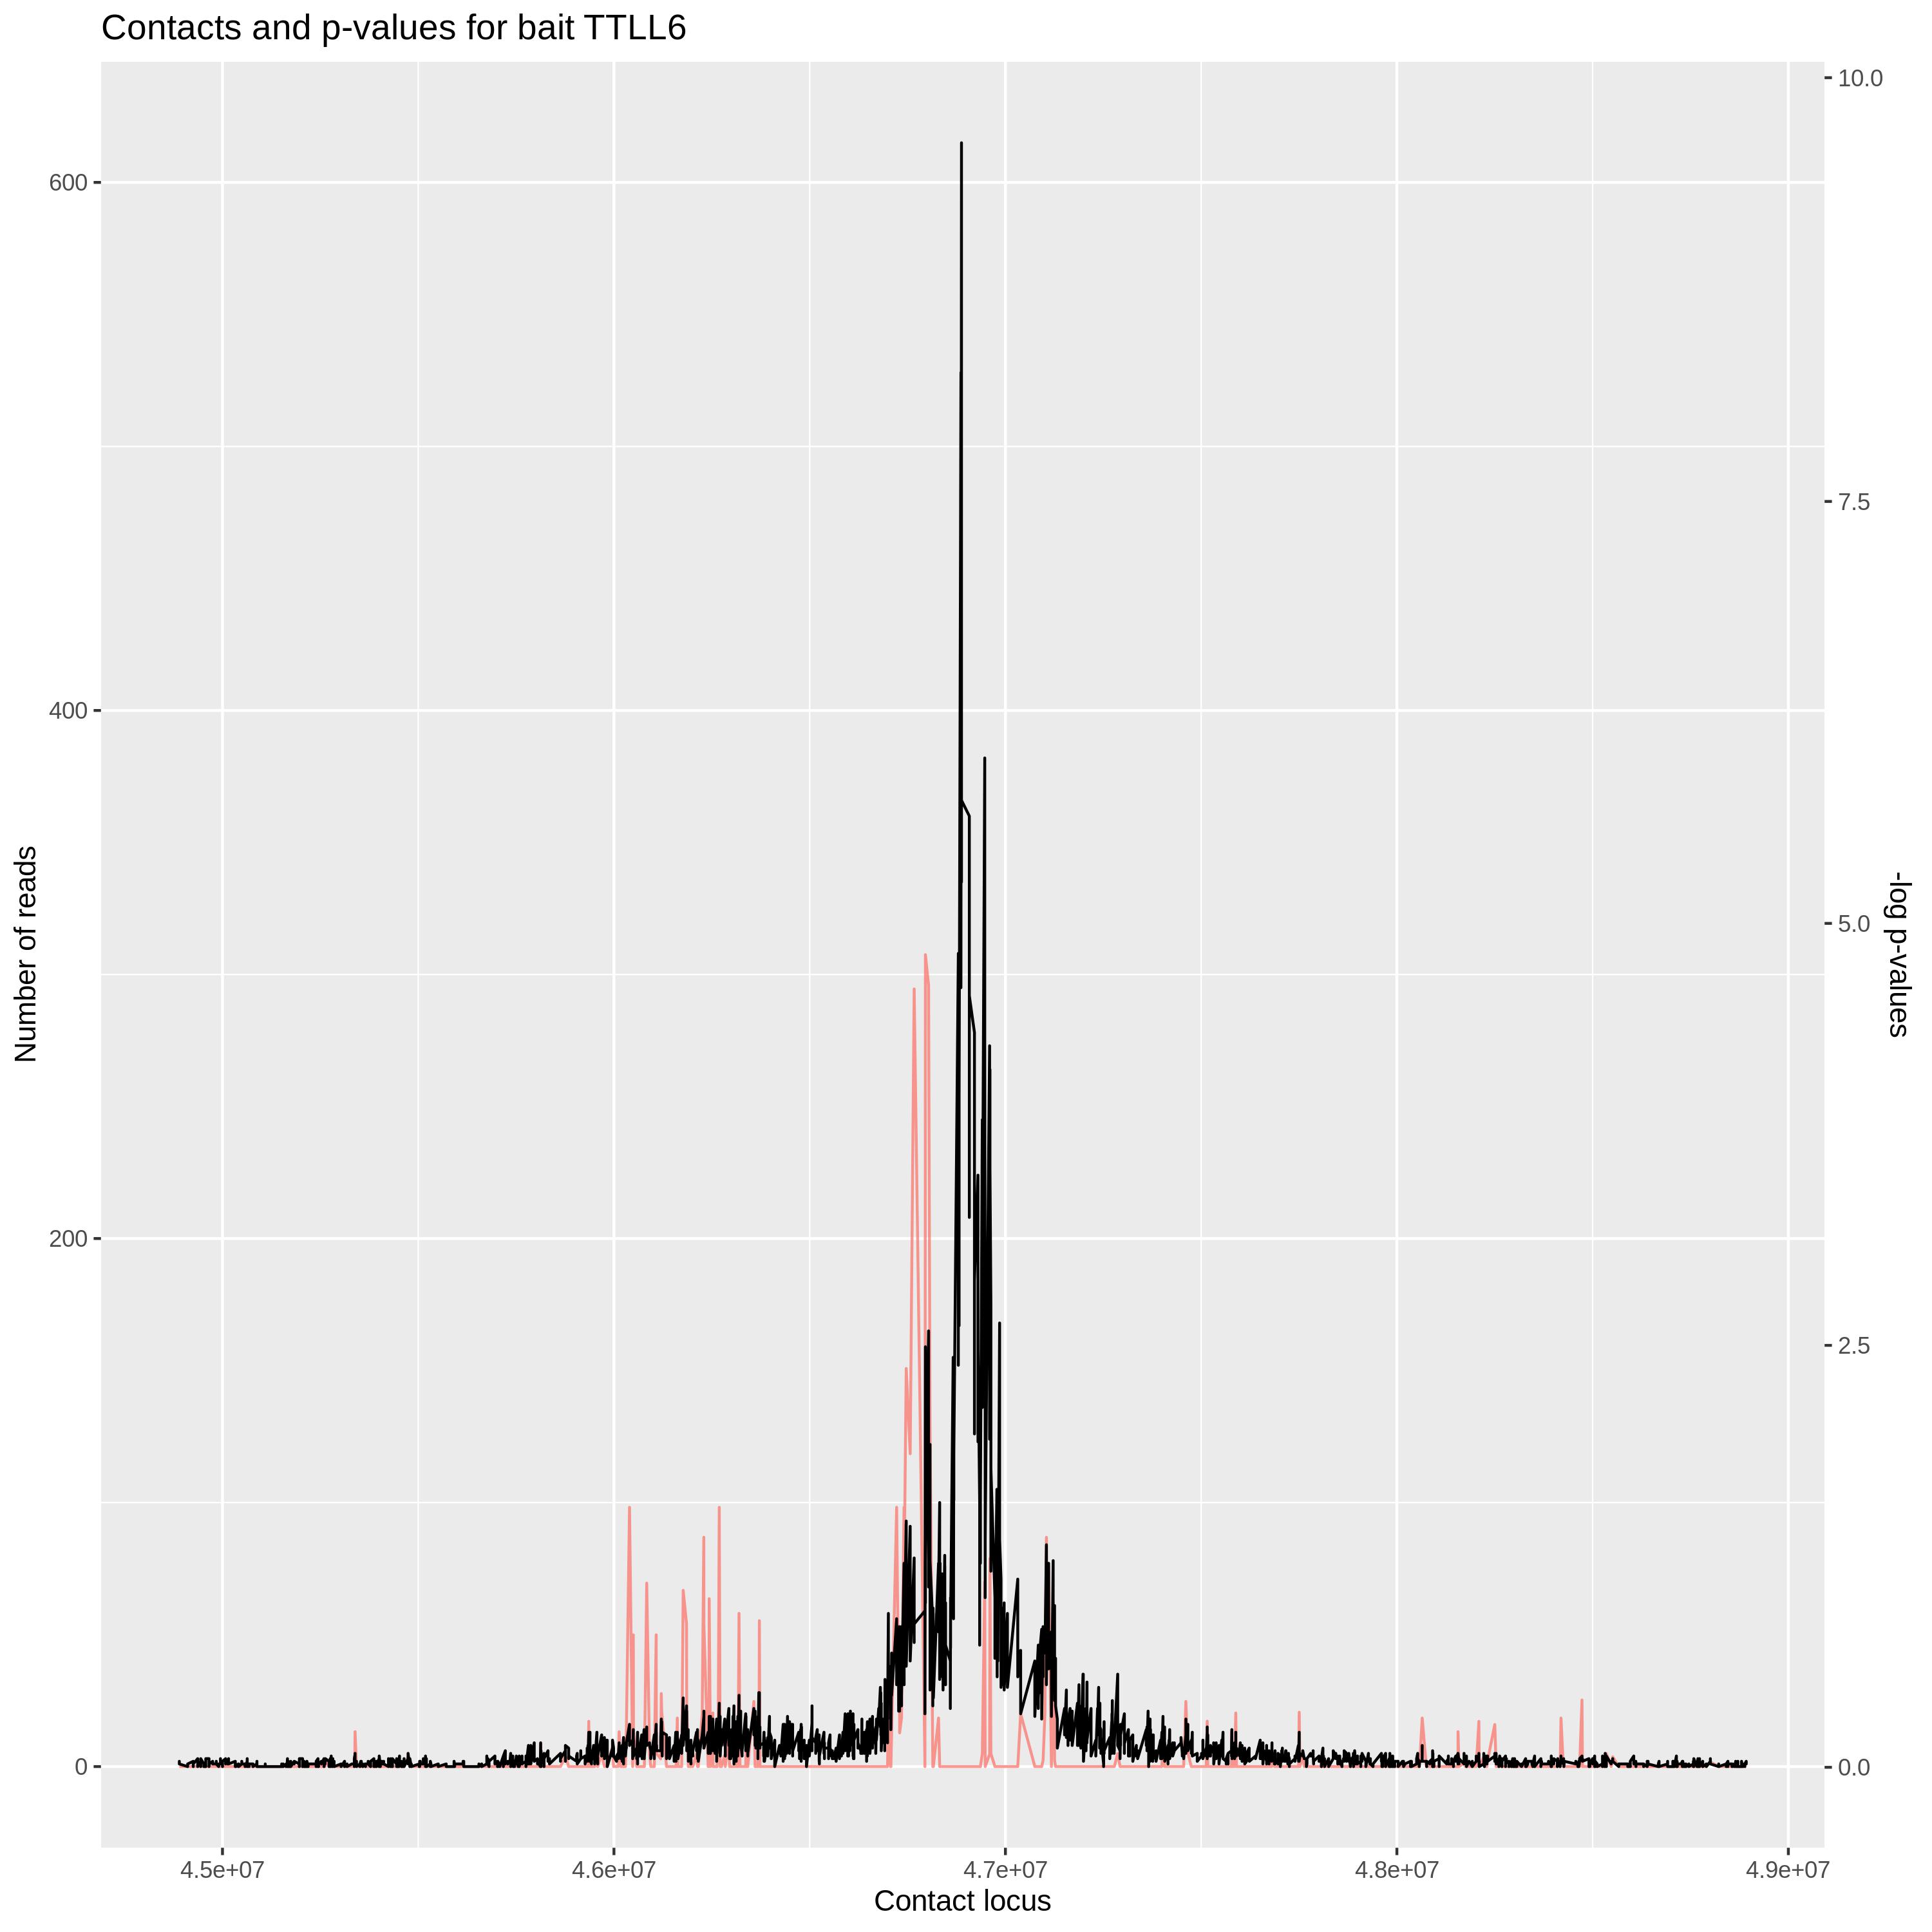 Contacts and p-values for bait TTLL6
10.0
600
7.5
400
5.0
Number of reads
-log p-values
200
2.5
0
0.0
4.5e+07 4.6e+07 4.7e+07 4.8e+07 4.9e+07
Contact locus